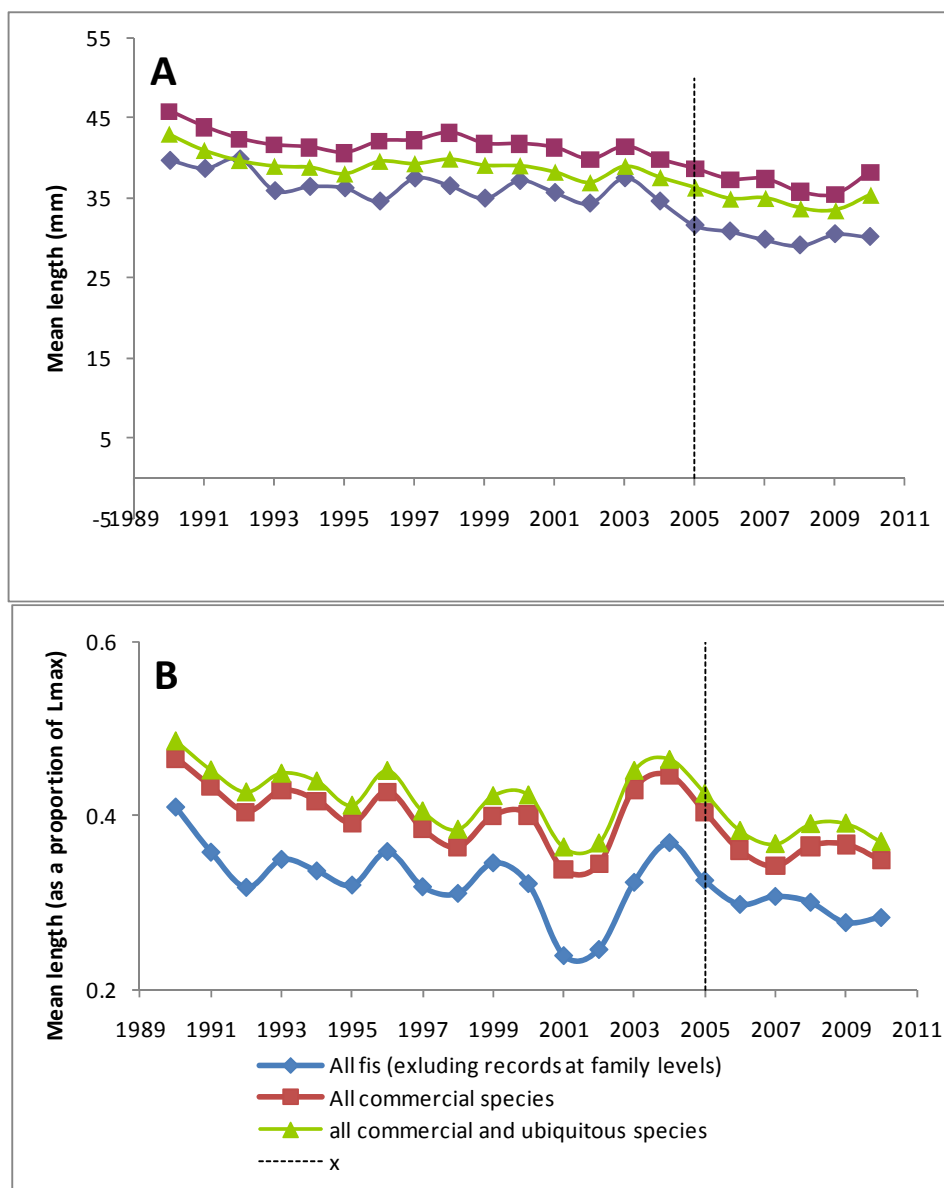 A
Mean length (mm)
55
45
35
25
15
5
-5
1989 1991 1993 1995 1997 1999 2001 2003 2005 2007 2009 2011
B
Mean length (as a proportion of Lmax)
0.6
0.4
0.2
1989 1991 1993 1995 1997 1999 2001 2003 2005 2007 2009 2011
All fis (exluding records at family levels)
All commercial species
all commercial and ubiquitous species
x